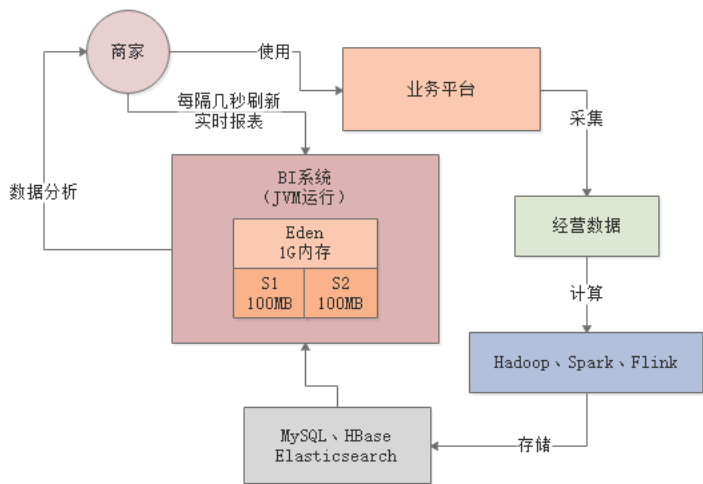 商家
使用
业务平台
每隔几秒刷新
实时报表
采集
数据分析
BI系统
（JVM运行）
Eden
1G内存
S1
100MB
S2
100MB
经营数据
计算
Hadoop、Spark、Flink
MySQL、HBase
Elasticsearch
存储